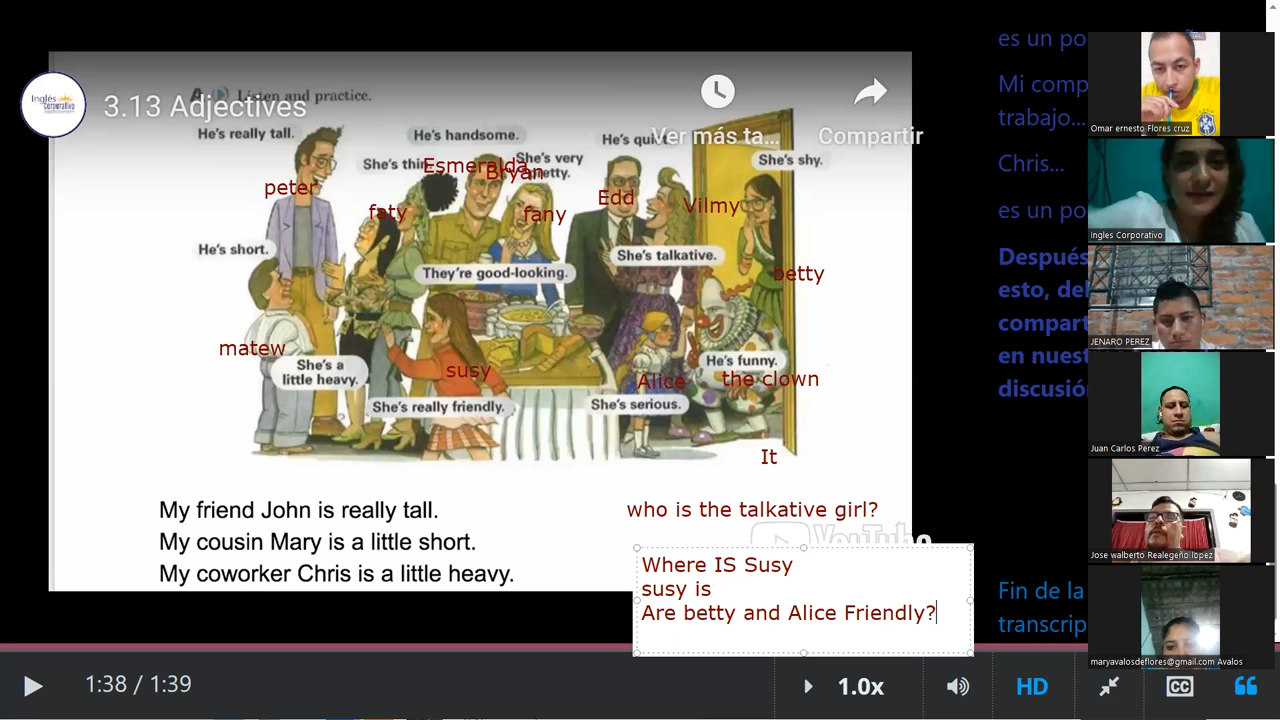 Listen and practice.
Inglés
corporativo
3.13 Adjectives
Ver más ta...
Compartir
He's really tall.
He's handsome.
She's thin.
She's very
pretty.
He's quiet.
She's shy.
Esmeralda
Bryan
peter
faty
fany
Edd
Vilmy
He's short.
They're good-looking.
She's talkative.
betty
matew
She's a
little heavy.
susy
Alice
He's funny.
the clown
She's really friendly.
She's serious.
It
My friend John is really tall.
My cousin Mary is a little short.
My coworker Chris is a little heavy.
who is the talkative girl?
YouTube
Where IS Susy
susy is
Are betty and Alice Friendly?
es un po
Mi comp
trabajo...
Chris...
es un po
Después
esto, del
compart
en nuest
discusió
Fin de la
transcrip
Omar ernesto Flores cruz
Ingles Corporativo
JENARO PEREZ
Juan Carlos Perez
Jose walberto Realegeño lopez
maryavalosdeflores@gmail.com Avalos
1:38 / 1:39
1.0x
HD
CC